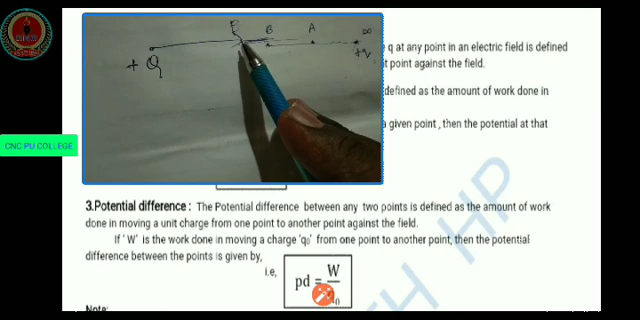 P
B
A
∞
+ Q
+q
e q at any point in an electric field is defined
it point against the field.
defined as the amount of work done in
a given point , then the potential at that
CNC PU COLLEGE
3.Potential difference : The Potential Difference between any two points is defined as the amount of work
done in moving a unit charge from one point to another point against the field.
If ' W' is the work done in moving a charge 'q₀' from one point to another point, then the potential
difference between the points is given by,
i.e,
pd = W
Note: